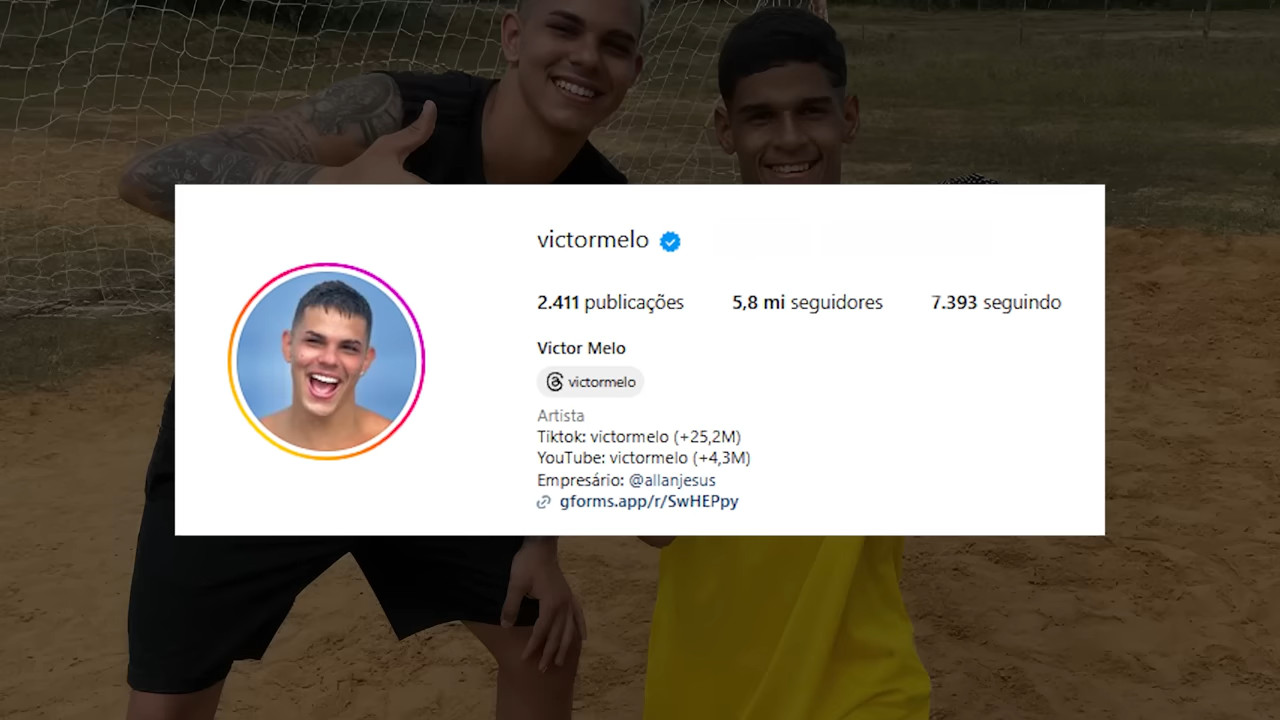 victormelo
2.411 publicações 5,8 mi seguidores 7.393 seguindo
Victor Melo
victormelo
Artista
Tiktok: victormelo (+25,2M)
YouTube: victormelo (+4,3M)
Empresário: @allanjesus
gforms.app/r/SwHEPpy